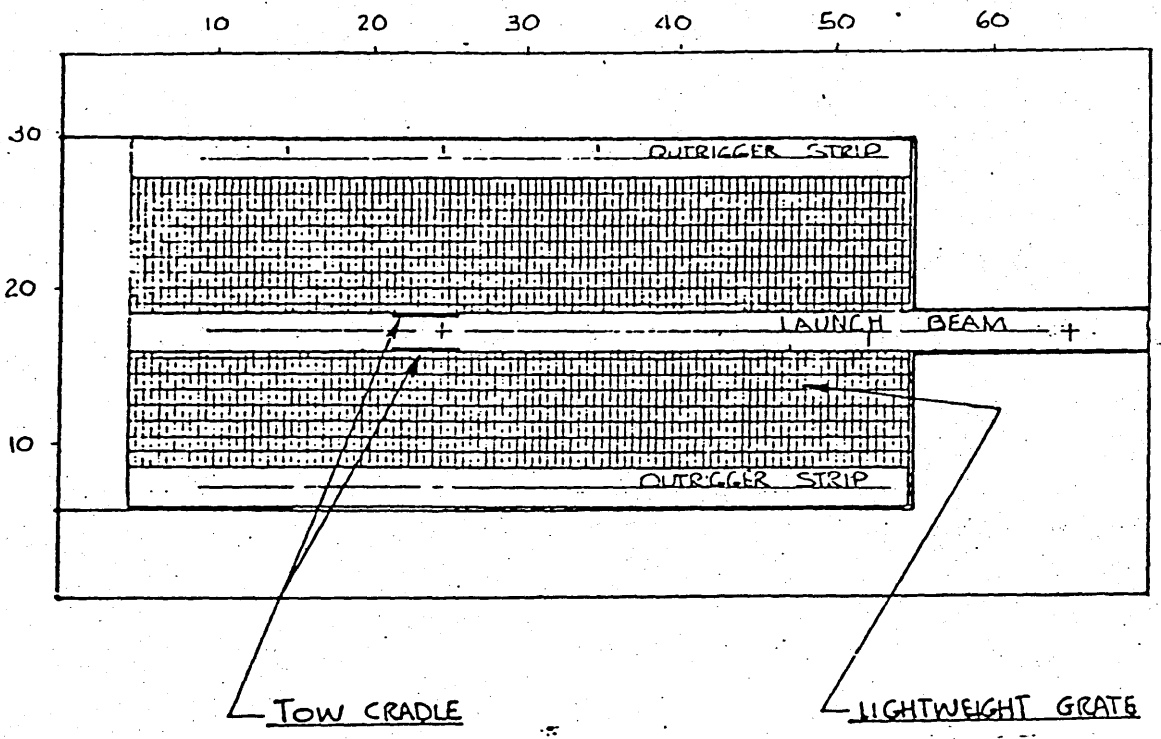 10 20 30 40 50 60
30
OUTRIGGER STRIP
20
LAUNCH BEAM
10
OUTRIGGER STRIP
TOW CRADLE
LIGHTWEIGHT GRATE